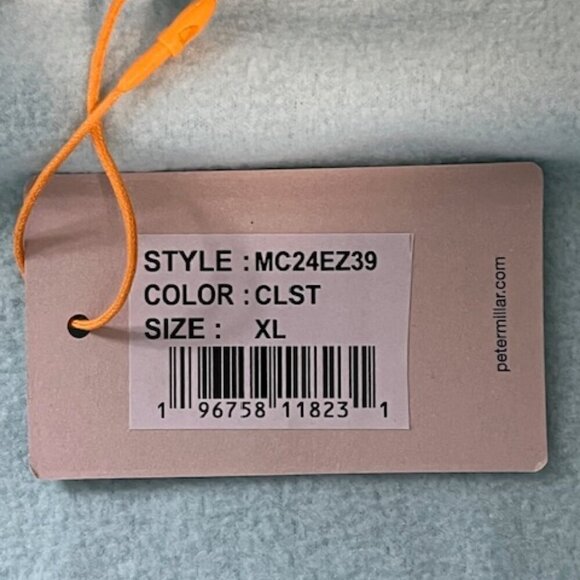 STYLE : MC24EZ39
COLOR : CLST
SIZE : XL
1 96758 11823 1
petermillar.com